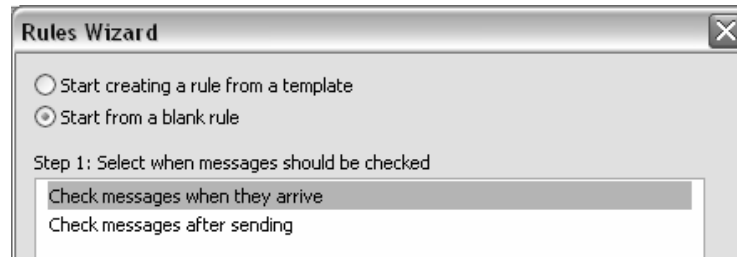 Rules Wizard
Start creating a rule from a template
Start from a blank rule
Step 1: Select when messages should be checked
Check messages when they arrive
Check messages after sending